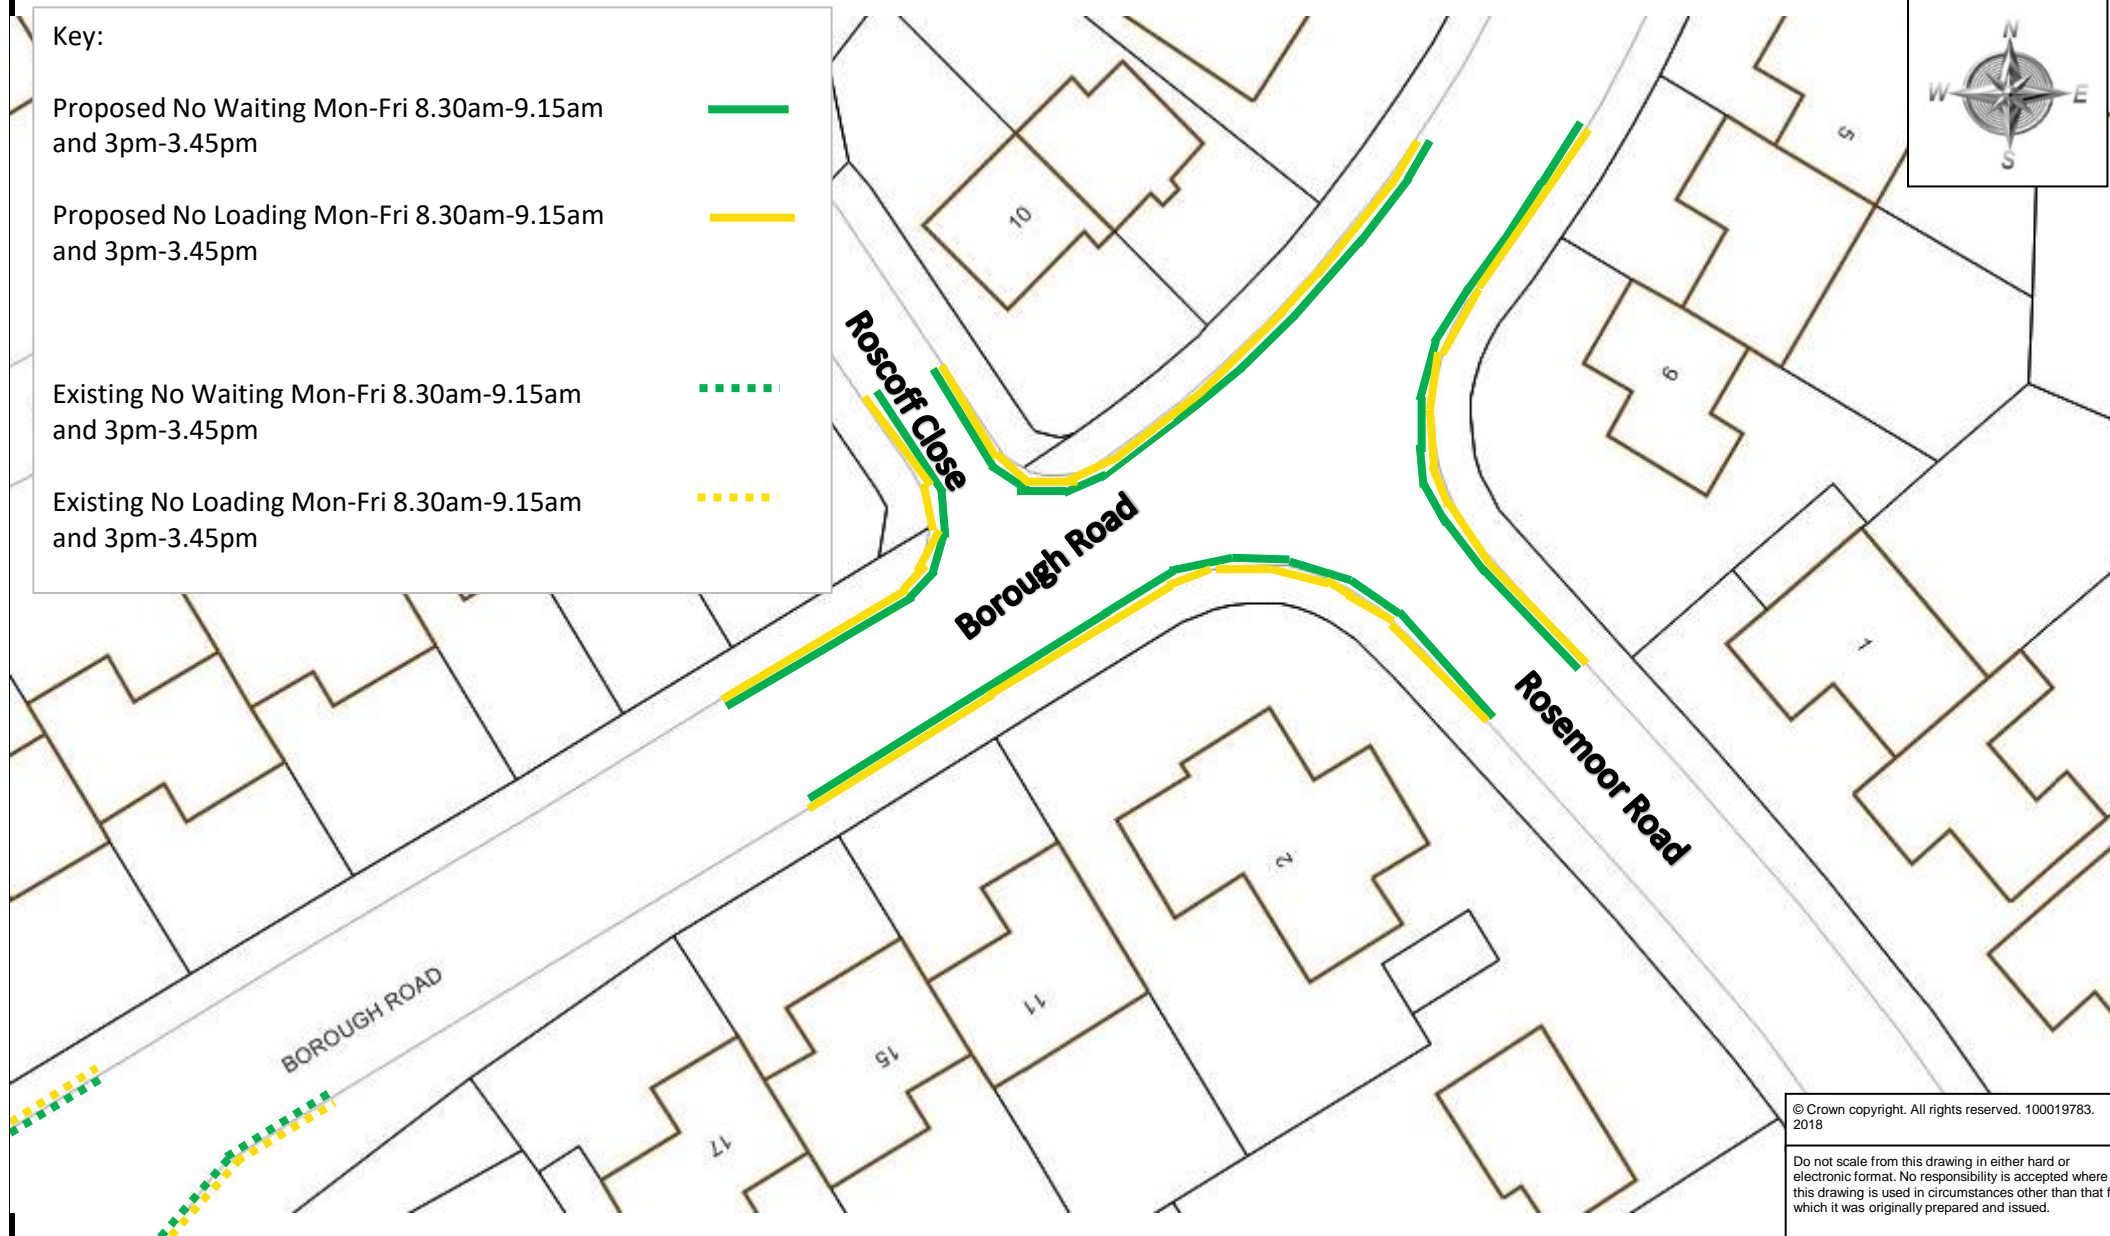 Key:
Proposed No Waiting Mon-Fri 8.30am-9.15am
and 3pm-3.45pm
Proposed No Loading Mon-Fri 8.30am-9.15am
and 3pm-3.45pm
Existing No Waiting Mon-Fri 8.30am-9.15am
and 3pm-3.45pm
Existing No Loading Mon-Fri 8.30am-9.15am
and 3pm-3.45pm
N
W
E
S
5
10
Roscoff Close
6
Borough Road
1
Rosemoor Road
2
BOROUGH ROAD
11
15
17
© Crown copyright. All rights reserved. 100019783.
2018
Do not scale from this drawing in either hard or
electronic format. No responsibility is accepted where
this drawing is used in circumstances other than that f
which it was originally prepared and issued.